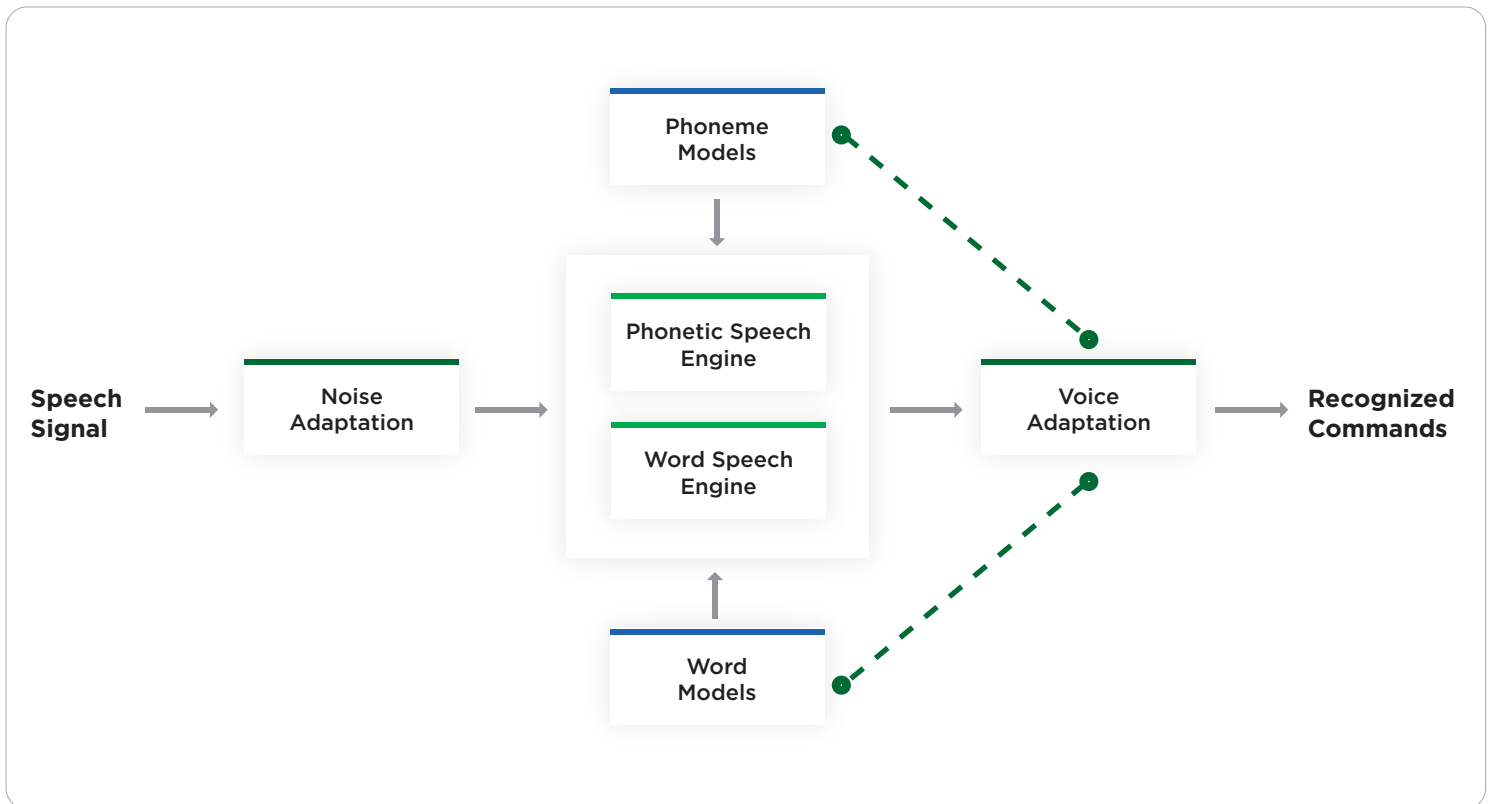 Phoneme
Models
Phonetic Speech
Engine
Speech
Signal
Noise
Adaptation
Word Speech
Engine
Voice
Adaptation
Recognized
Commands
Word
Models